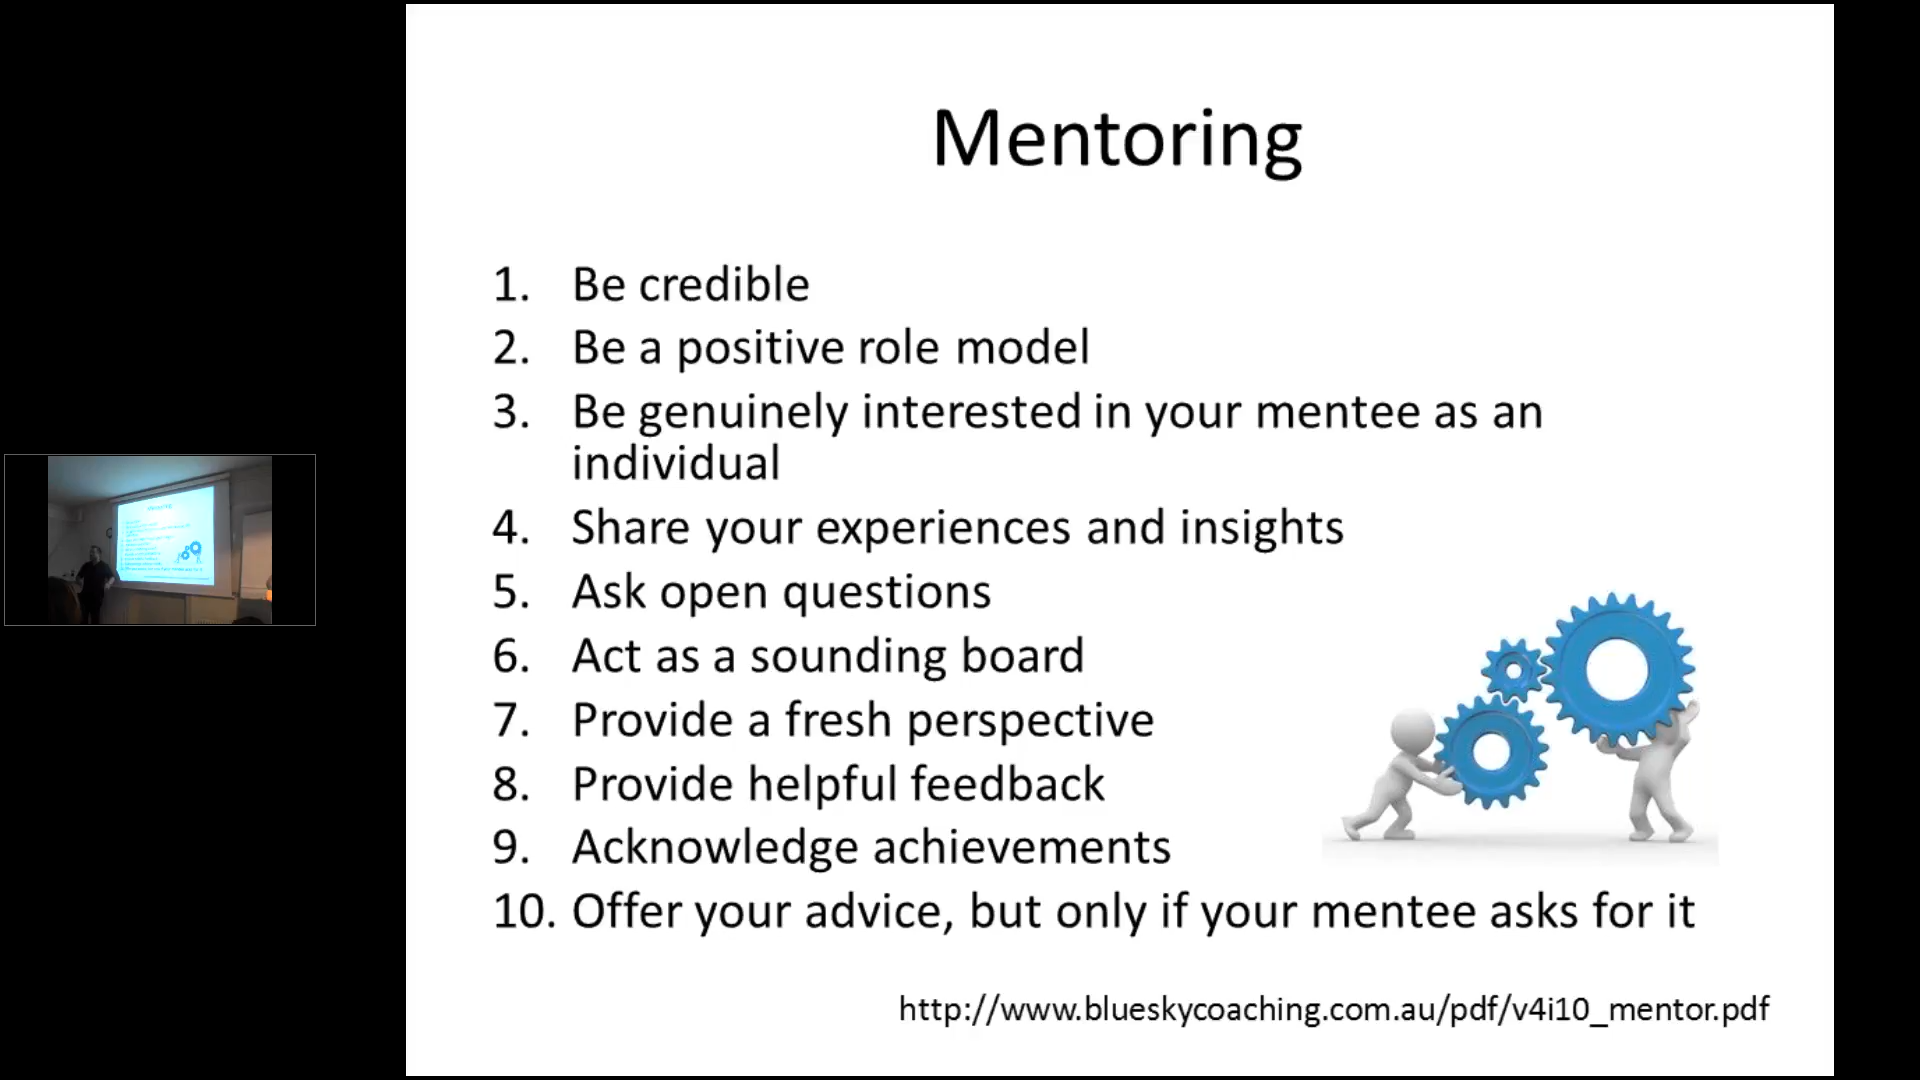 Mentoring
1. Be credible
2. Be a positive role model
3. Be genuinely interested in your mentee as an
individual
4. Share your experiences and insights
5. Ask open questions
6. Act as a sounding board
7. Provide a fresh perspective
8. Provide helpful feedback
9. Acknowledge achievements
10. Offer your advice, but only if your mentee asks for it
http://www.blueskycoaching.com.au/pdf/v4i10_mentor.pdf